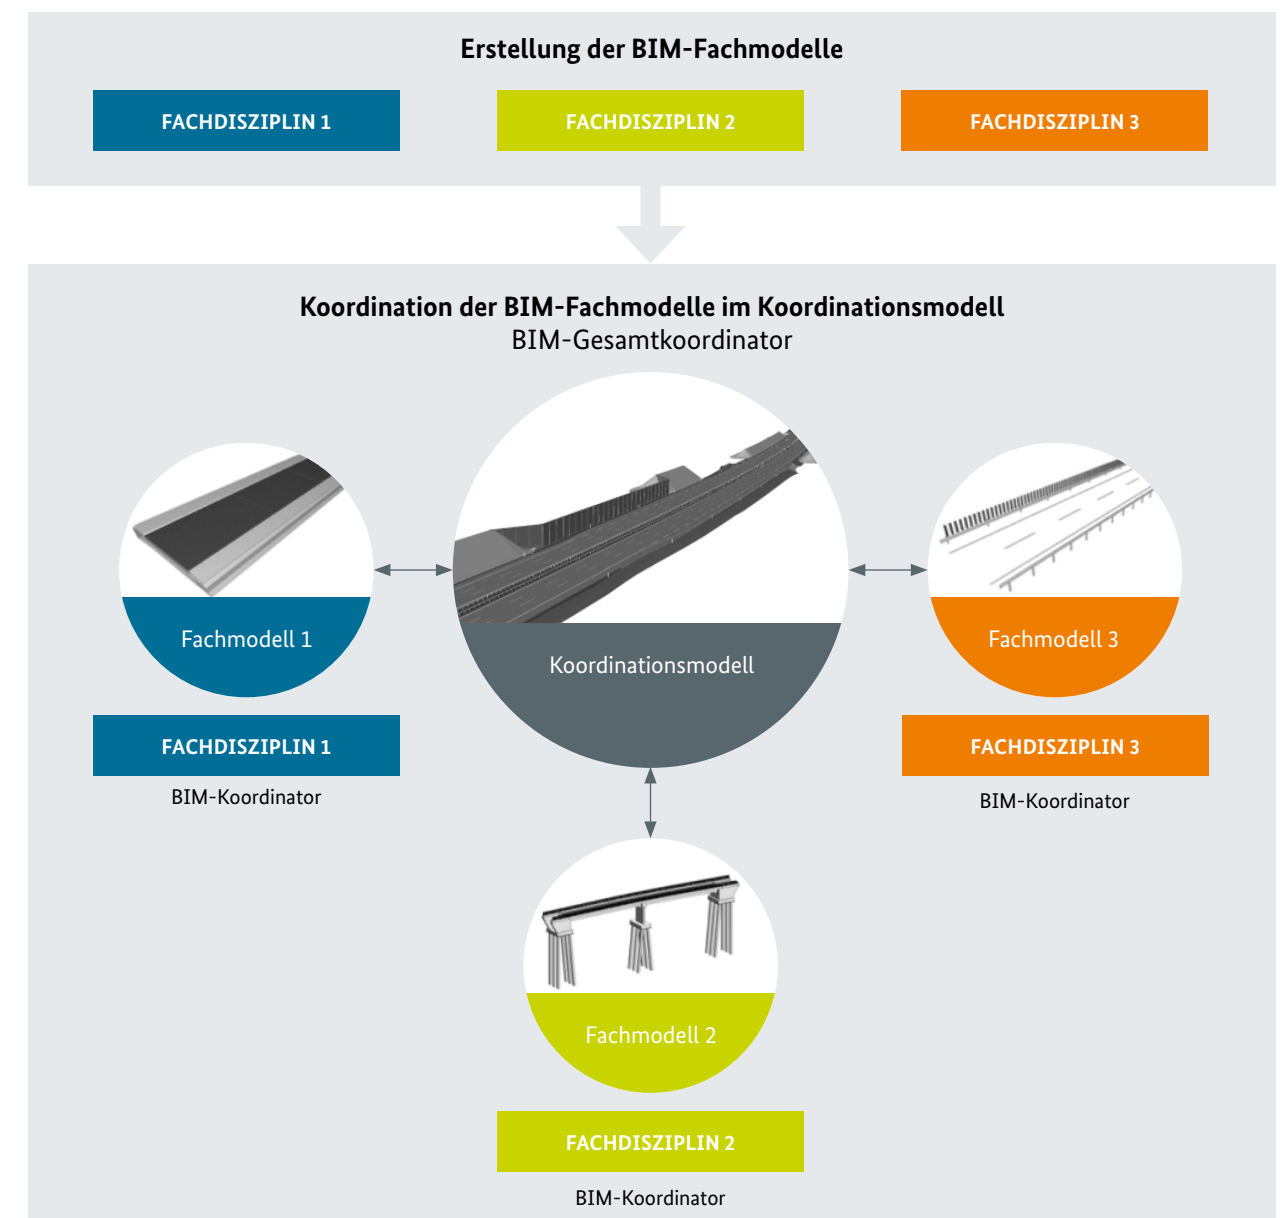 Erstellung der BIM-Fachmodelle
FACHDISZIPLIN 1
FACHDISZIPLIN 2
FACHDISZIPLIN 3
Koordination der BIM-Fachmodelle im Koordinationsmodell
BIM-Gesamtkoordinator
Fachmodell 1
Koordinationsmodell
Fachmodell 3
FACHDISZIPLIN 1
BIM-Koordinator
FACHDISZIPLIN 3
BIM-Koordinator
Fachmodell 2
FACHDISZIPLIN 2
BIM-Koordinator